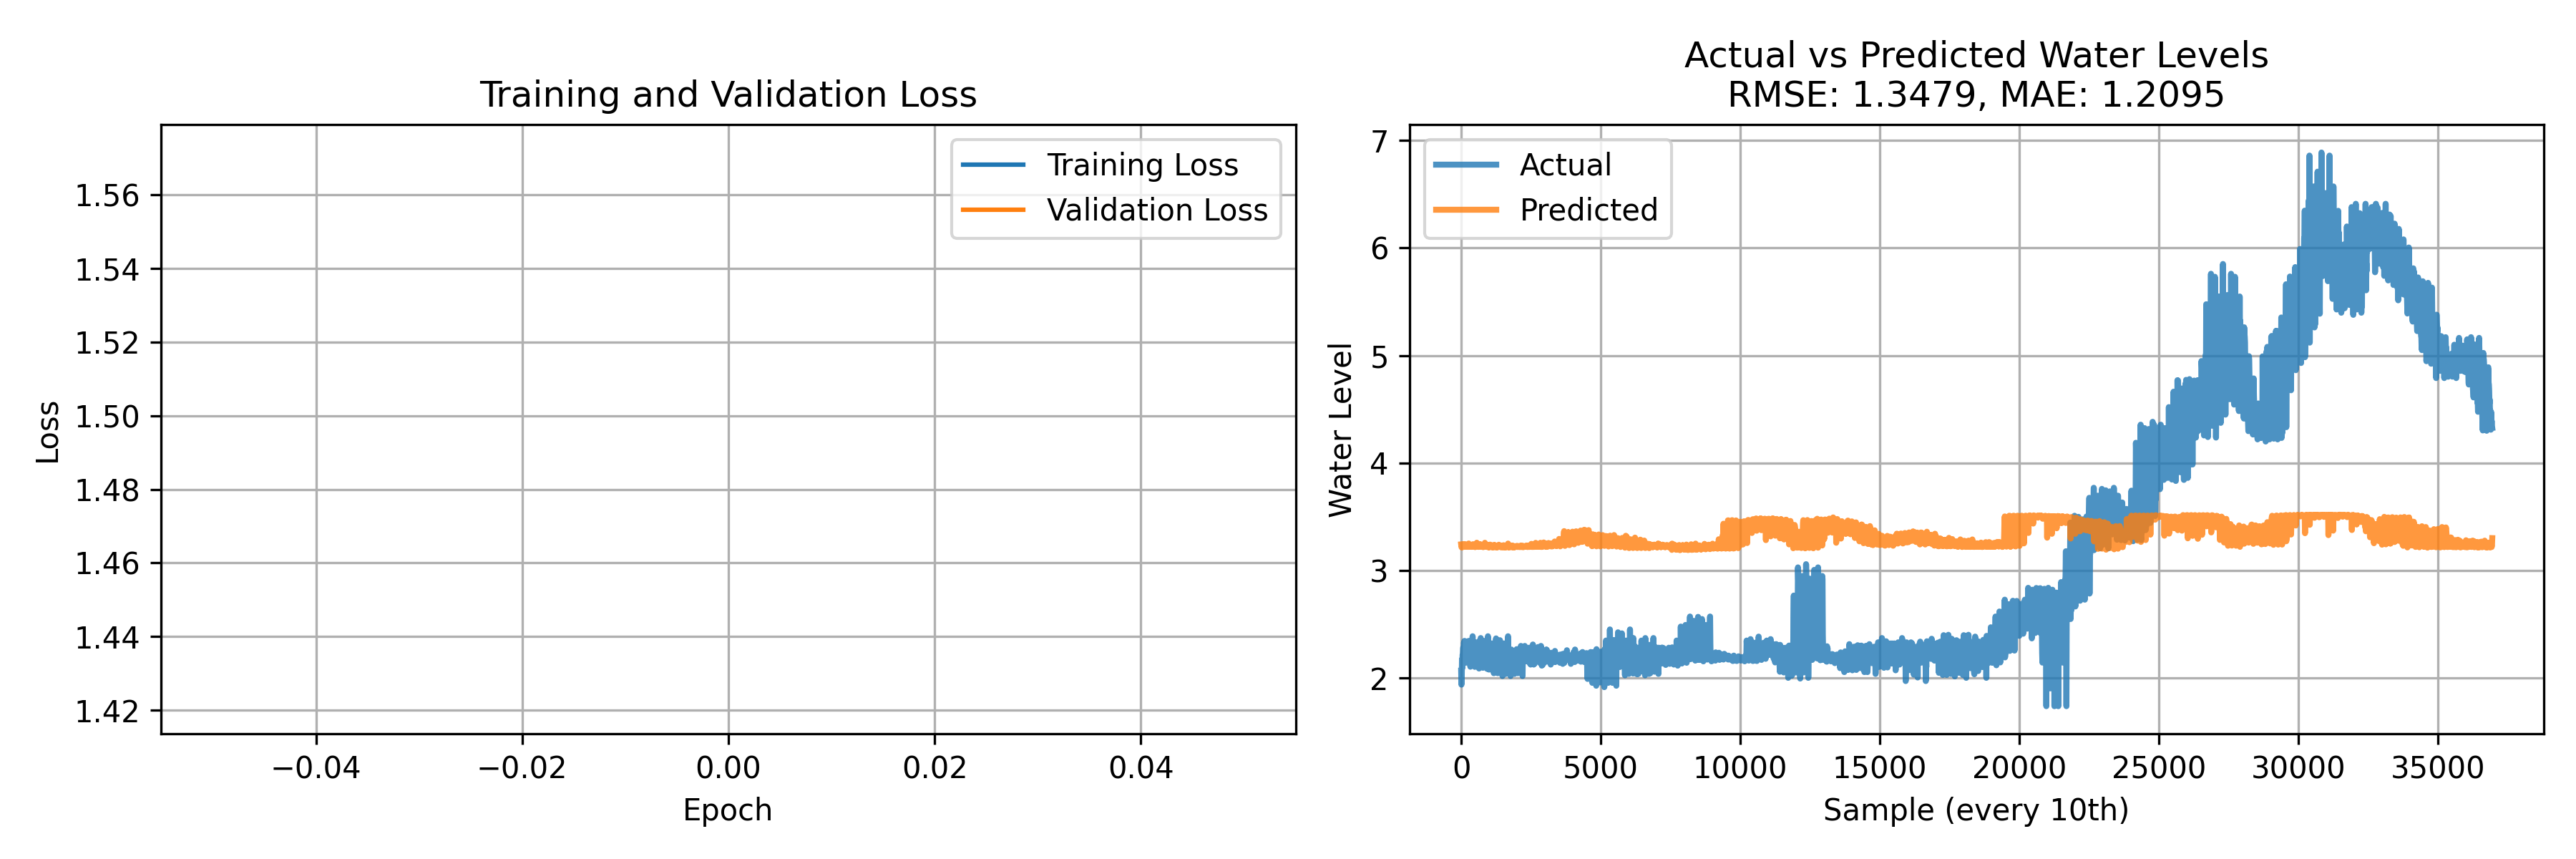 Training and Validation Loss
Training Loss
Validation Loss
1.56
1.54
1.52
1.50
1.48
1.46
1.44
1.42
Loss
−0.04 −0.02 0.00 0.02 0.04
Epoch
Actual vs Predicted Water Levels
RMSE: 1.3479, MAE: 1.2095
Actual
Predicted
7
6
5
4
3
2
Water Level
0 5000 10000 15000 20000 25000 30000 35000
Sample (every 10th)